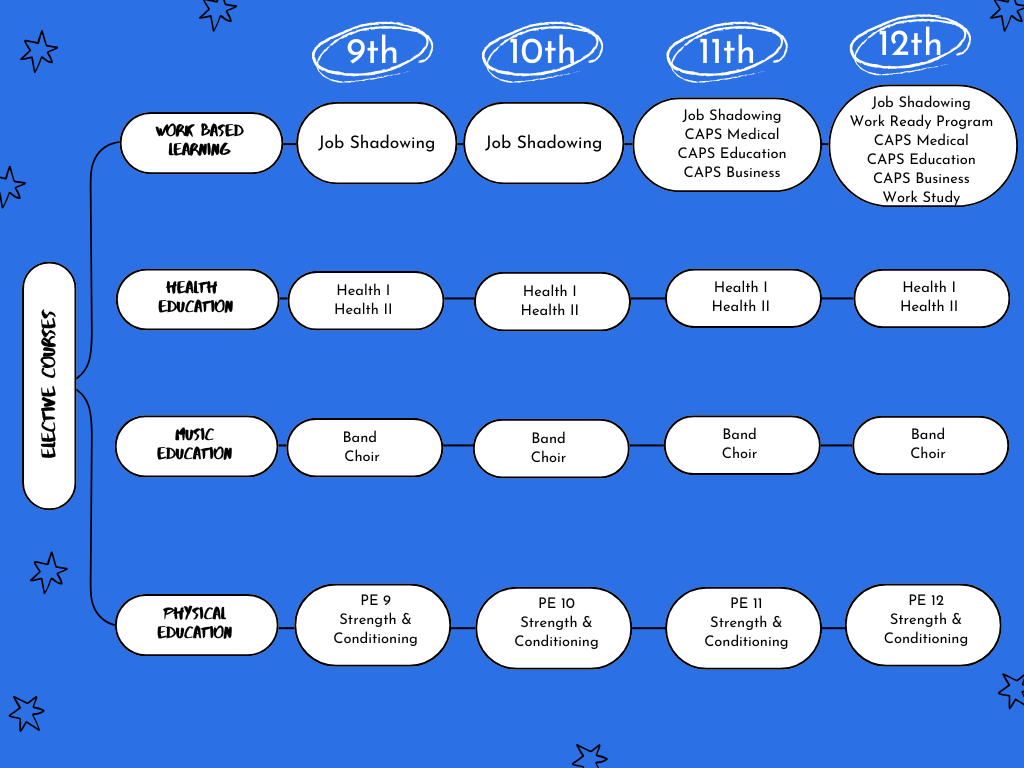 9th
10th
11th
12th
WORK BASED
LEARNING
Job Shadowing
Job Shadowing
Job Shadowing
CAPS Medical
CAPS Education
CAPS Business
Job Shadowing
Work Ready Program
CAPS Medical
CAPS Education
CAPS Business
Work Study
ELECTIVE COURSES
HEALTH
EDUCATION
Health I
Health II
Health I
Health II
Health I
Health II
Health I
Health II
MUSIC
EDUCATION
Band
Choir
Band
Choir
Band
Choir
Band
Choir
PHYSICAL
EDUCATION
PE 9
Strength &
Conditioning
PE 10
Strength &
Conditioning
PE 11
Strength &
Conditioning
PE 12
Strength &
Conditioning